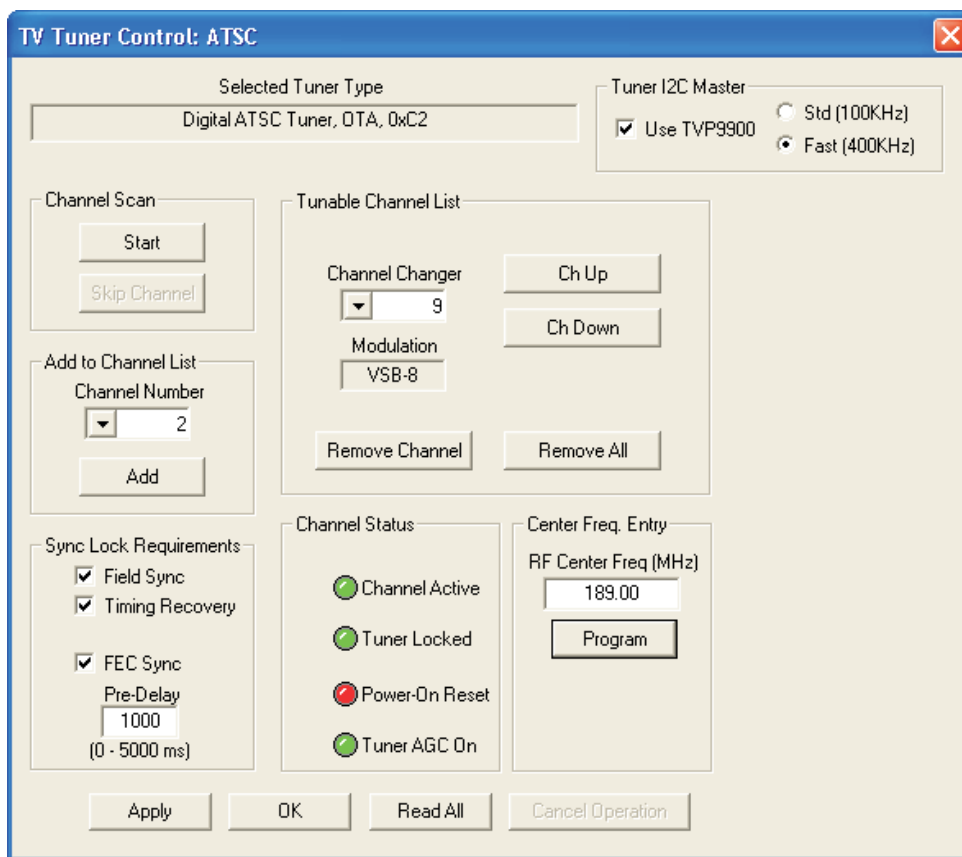 TV Tuner Control: ATSC
Selected Tuner Type
Digital ATSC Tuner, OTA, 0xC2
Tuner I2C Master
Use TVP9900
Std (100KHz)
Fast (400KHz)
Channel Scan
Start
Skip Channel
Tunable Channel List
Channel Changer
9
Modulation
VSB-8
Ch Up
Ch Down
Remove Channel
Remove All
Add to Channel List
Channel Number
2
Add
Sync Lock Requirements
Field Sync
Timing Recovery
FEC Sync
Pre-Delay
1000
(0 - 5000 ms)
Channel Status
Channel Active
Tuner Locked
Power-On Reset
Tuner AGC On
Center Freq. Entry
RF Center Freq (MHz)
189.00
Program
Apply
OK
Read All
Cancel Operation